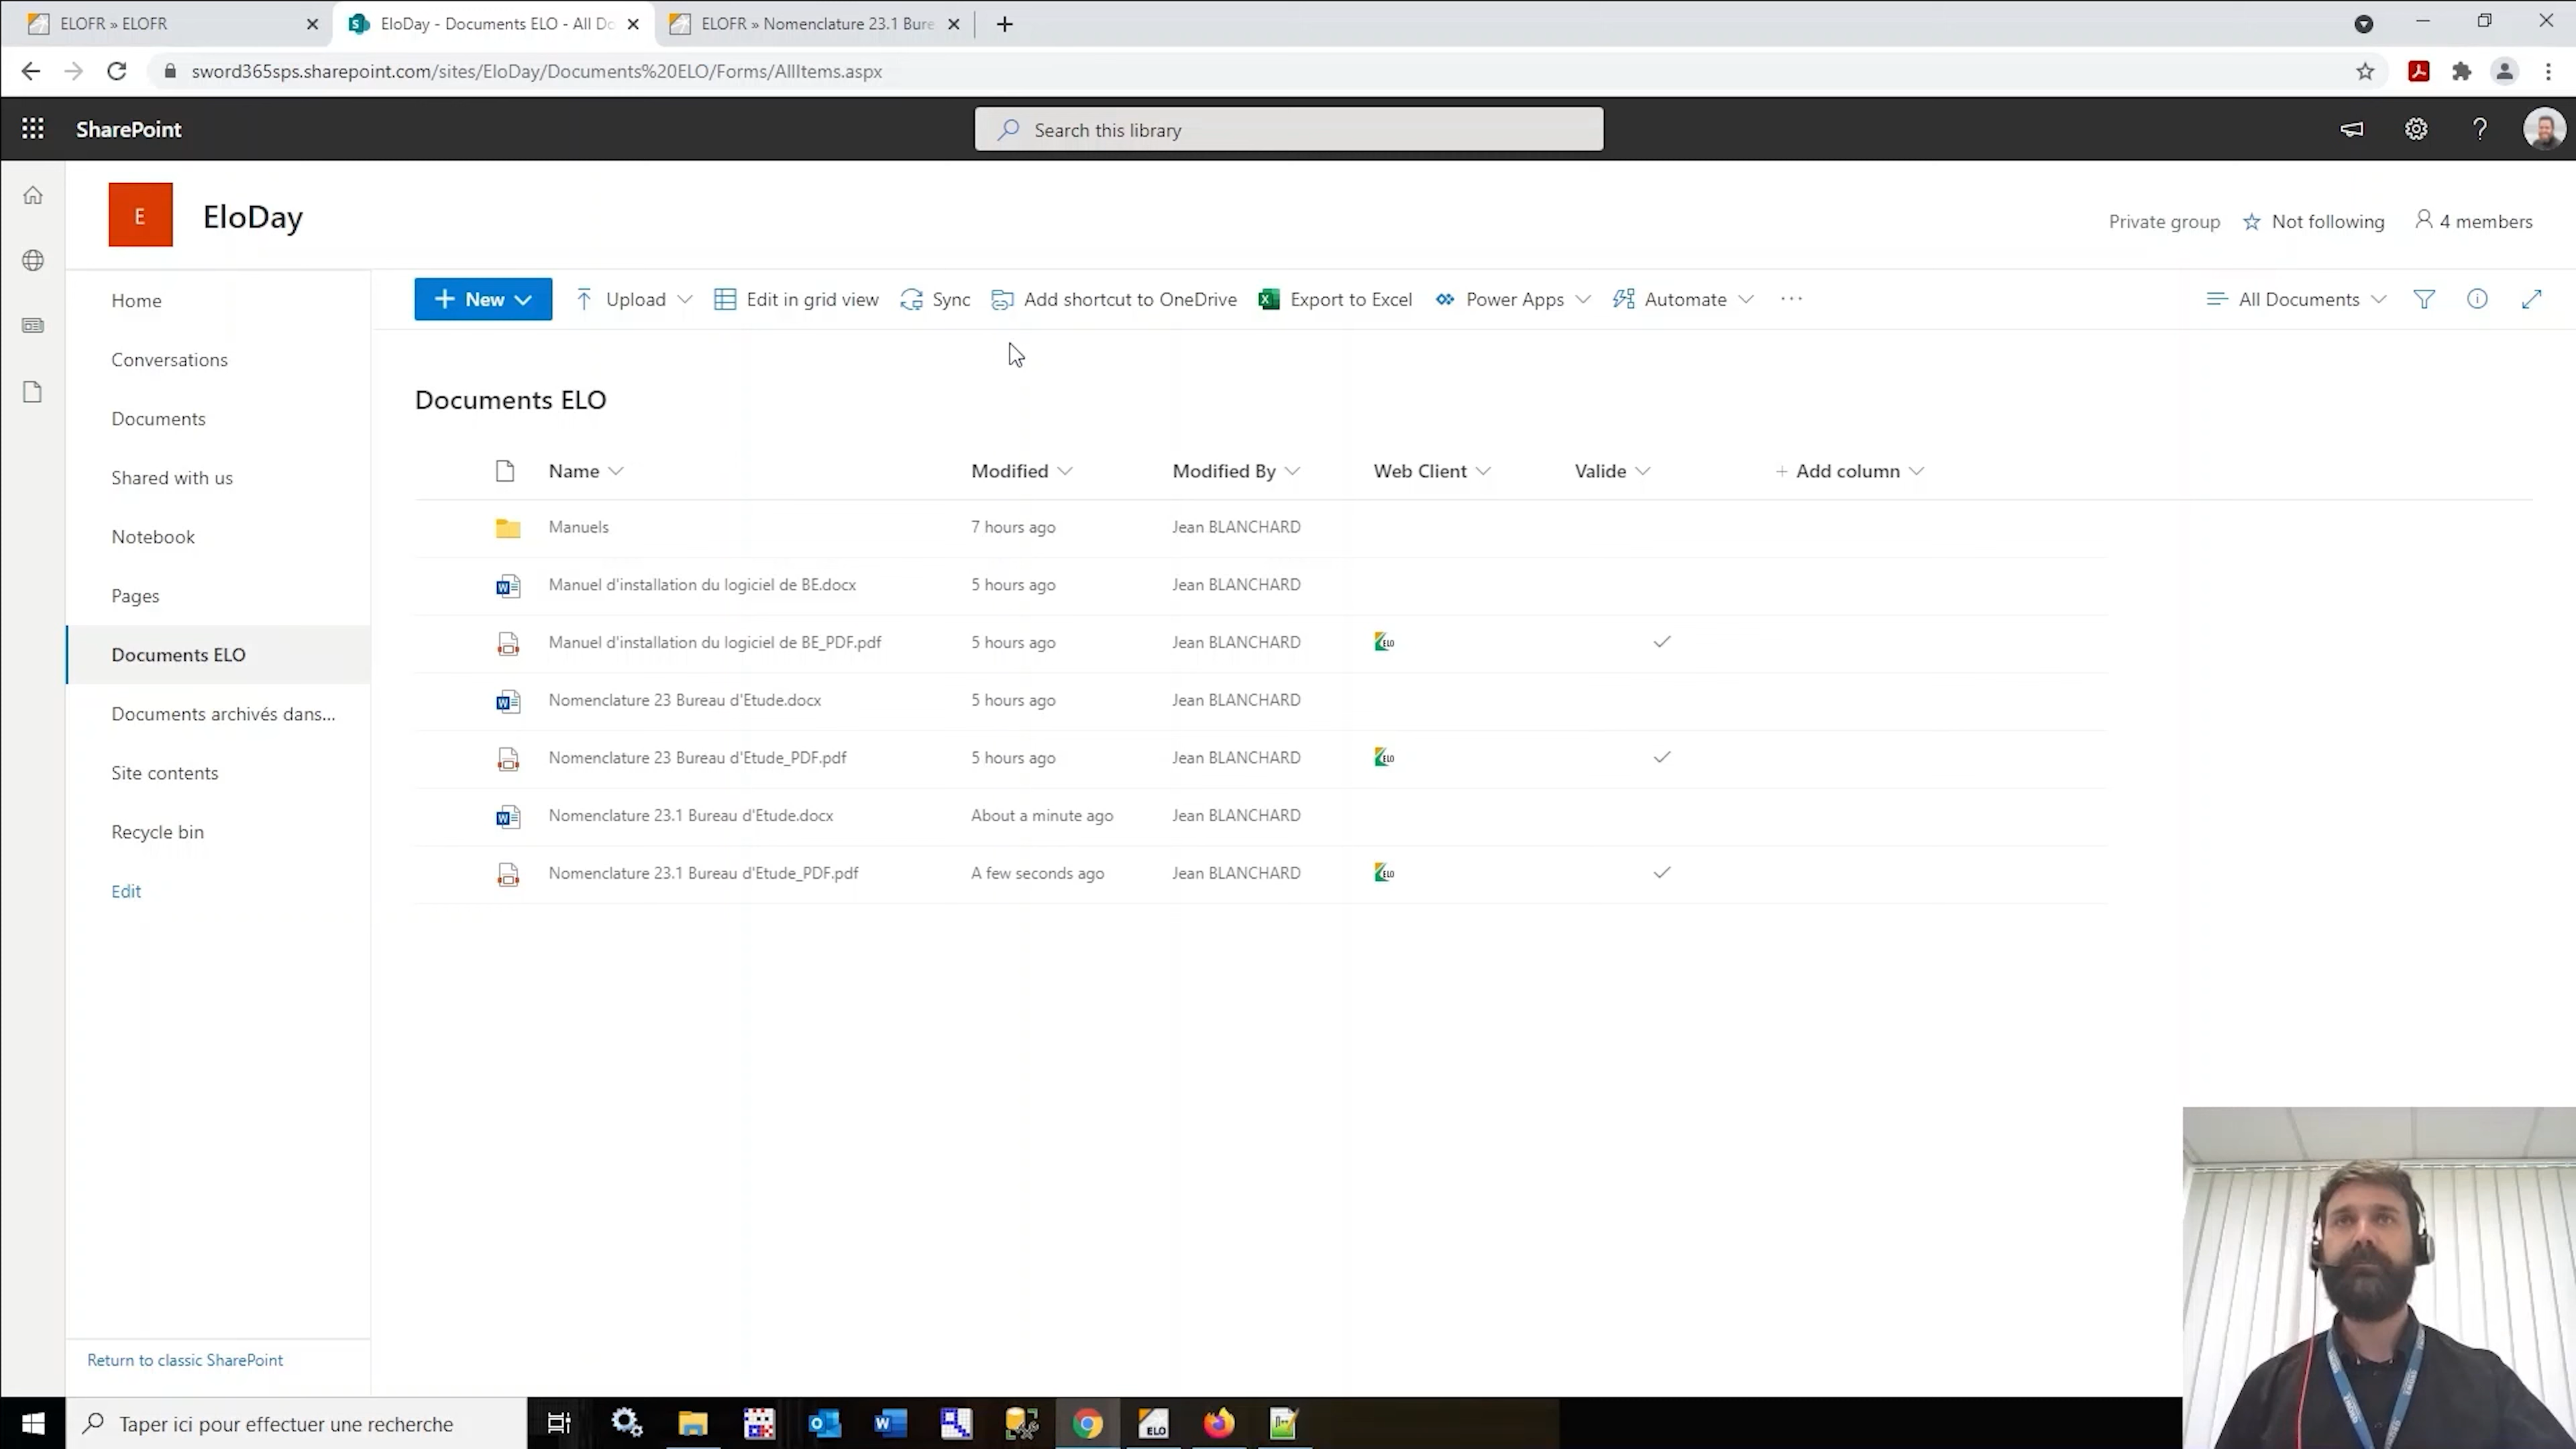 ELOFR » ELOFR
EloDay - Documents ELO - All Do
ELOFR » Nomenclature 23.1 Bure
sword365sps.sharepoint.com/sites/EloDay/Documents%20ELO/Forms/AllItems.aspx
SharePoint
Search this library
E
EloDay
Private group
Not following
4 members
Home
Conversations
Documents
Shared with us
Notebook
Pages
Documents ELO
Documents archivés dans...
Site contents
Recycle bin
Edit
Return to classic SharePoint
New
Upload
Edit in grid view
Sync
Add shortcut to OneDrive
Export to Excel
Power Apps
Automate
All Documents
Documents ELO
Name Modified Modified By Web Client Valide Add column
Manuels 7 hours ago Jean BLANCHARD
Manuel d'installation du logiciel de BE.docx 5 hours ago Jean BLANCHARD
Manuel d'installation du logiciel de BE_PDF.pdf 5 hours ago Jean BLANCHARD ELO
Nomenclature 23 Bureau d'Etude.docx 5 hours ago Jean BLANCHARD
Nomenclature 23 Bureau d'Etude_PDF.pdf 5 hours ago Jean BLANCHARD ELO
Nomenclature 23.1 Bureau d'Etude.docx About a minute ago Jean BLANCHARD
Nomenclature 23.1 Bureau d'Etude_PDF.pdf A few seconds ago Jean BLANCHARD ELO
Taper ici pour effectuer une recherche
ELO